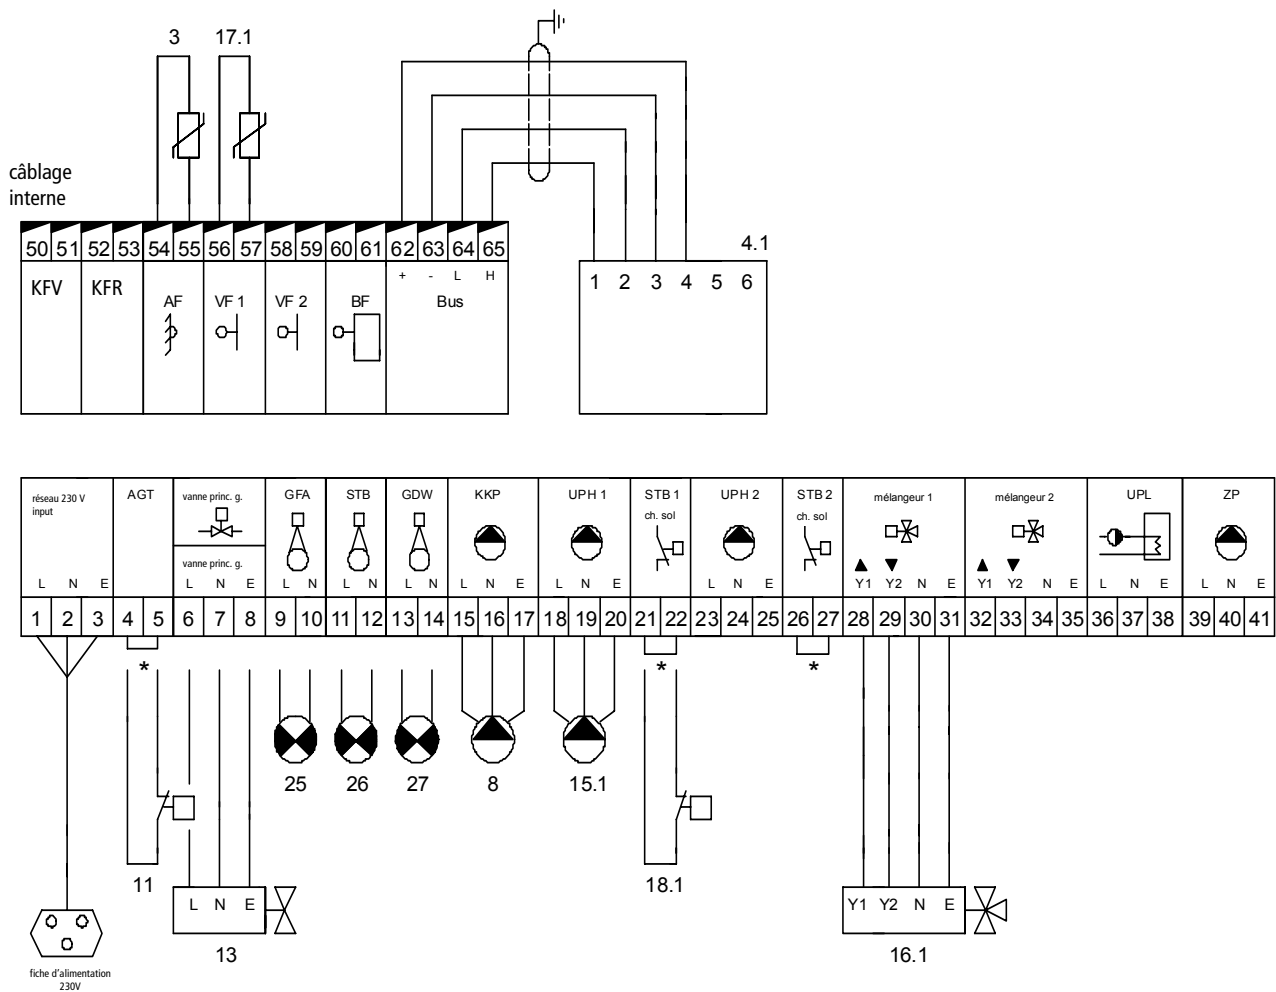 3 17.1
câblage
interne
50 51 52 53 54 55 56 57 58 59 60 61 62 63 64 65
4.1
+ - L H
1 2 3 4 5 6
KFV KFR AF VF 1 VF 2 BF Bus
réseau 230 V
input
AGT
vanne princ. g.
GFA STB GDW KKP UPH 1 STB 1 UPH 2 STB 2 mélangeur 1 mélangeur 2 UPL ZP
ch. sol ch. sol
vanne princ. g.
L N E L N E L N L N L N L N E L N E L N E Y1 Y2 N E Y1 Y2 N E L N E L N E
1 2 3 4 5 6 7 8 9 10 11 12 13 14 15 16 17 18 19 20 21 22 23 24 25 26 27 28 29 30 31 32 33 34 35 36 37 38 39 40 41
* * *
25 26 27 8 15.1
11 18.1
L N E
Y1 Y2 N E
13 16.1
fiche d'alimentation
230V